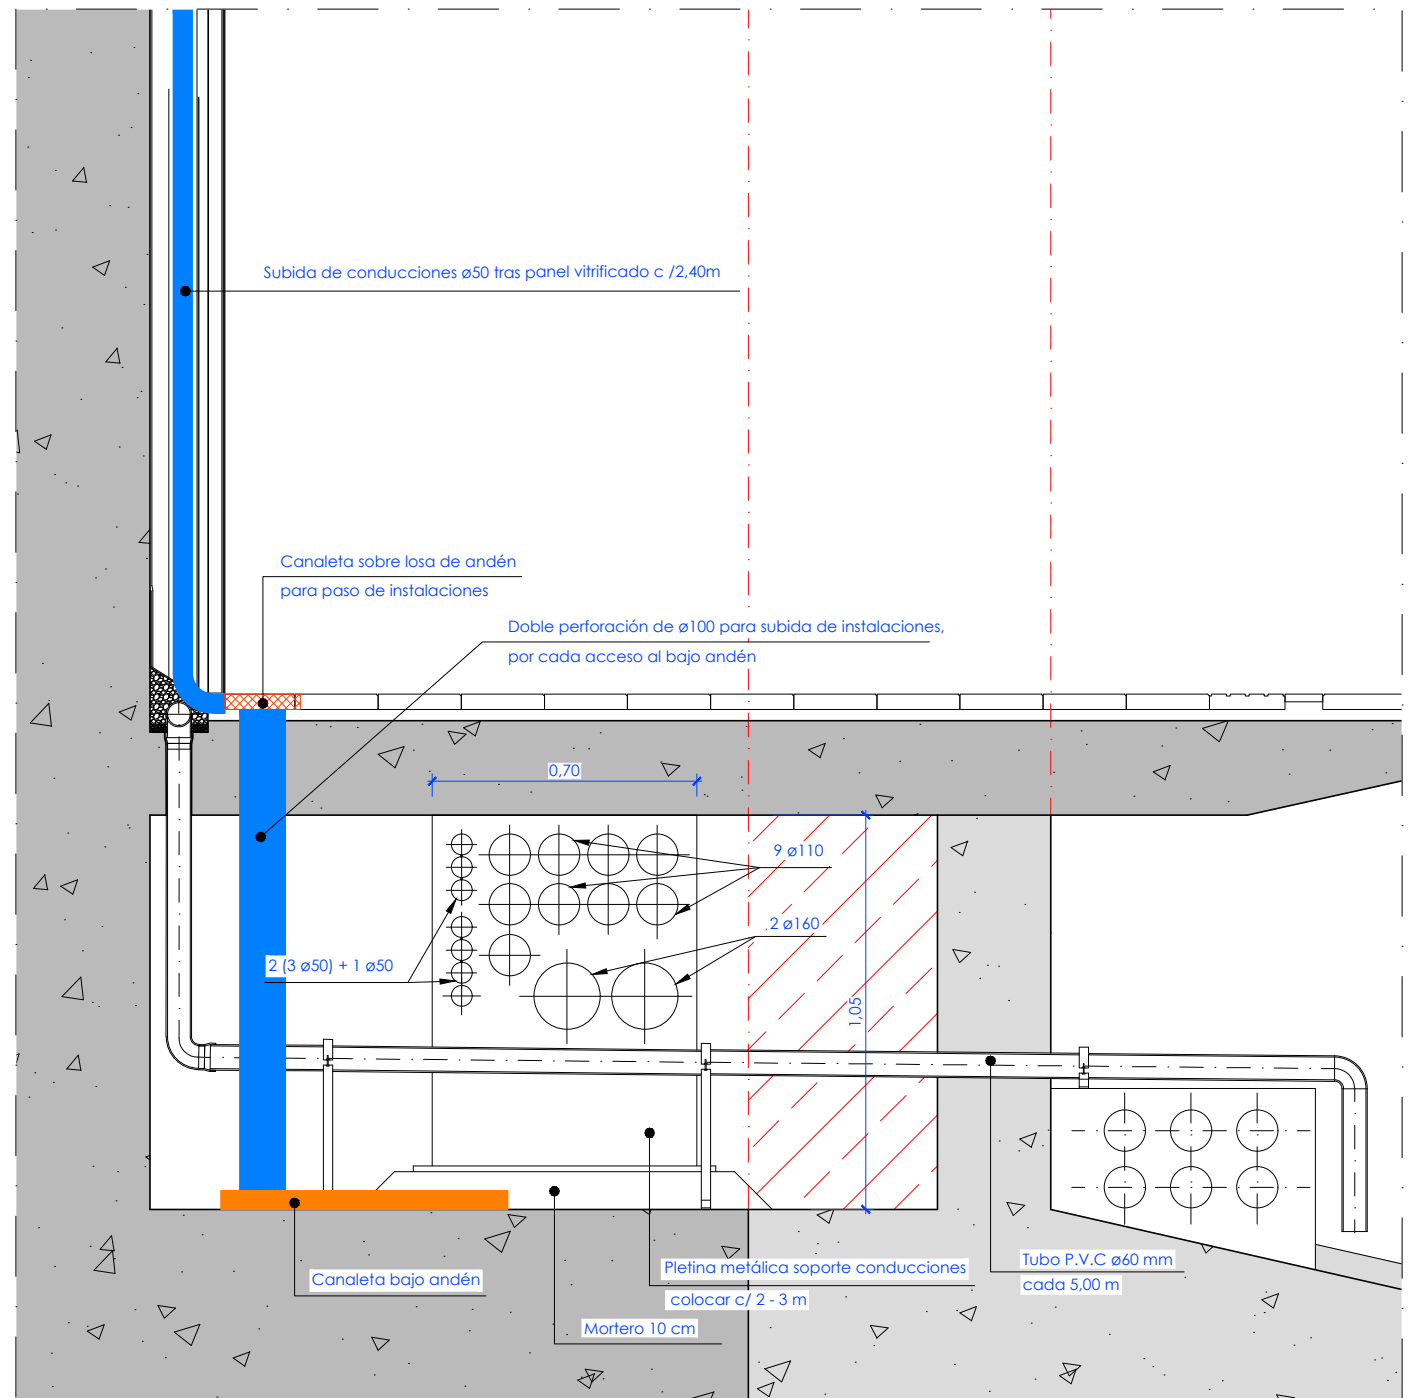 Subida de conducciones ø50 tras panel vitrificado c /2,40m
Canaleta sobre losa de andén
para paso de instalaciones
Doble perforación de ø100 para subida de instalaciones,
por cada acceso al bajo andén
0,70
9 ø110
2 ø160
2 (3 ø50) + 1 ø50
1,05
Pletina metálica soporte conducciones
colocar c/ 2 - 3 m
Tubo P.V.C ø60 mm
cada 5,00 m
Canaleta bajo andén
Mortero 10 cm